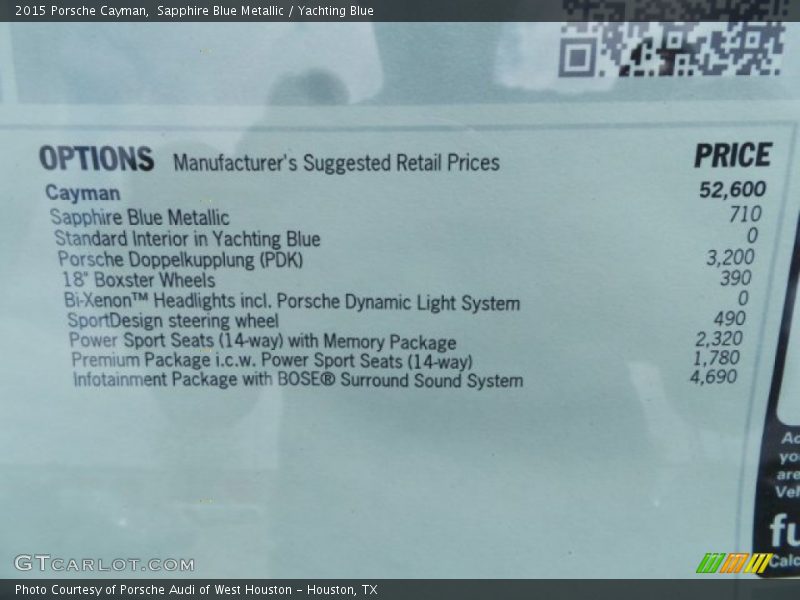 2015 Porsche Cayman, Sapphire Blue Metallic / Yachting Blue
OPTIONS Manufacturer's Suggested Retail Prices PRICE
Cayman 52,600
Sapphire Blue Metallic 710
Standard Interior in Yachting Blue 0
Porsche Doppelkupplung (PDK) 3,200
18" Boxster Wheels 390
Bi-Xenon™ Headlights incl. Porsche Dynamic Light System 0
SportDesign steering wheel 490
Power Sport Seats (14-way) with Memory Package 2,320
Premium Package i.c.w. Power Sport Seats (14-way) 1,780
Infotainment Package with BOSE® Surround Sound System 4,690
yo
are
fu
GTCARLOT.COM
Photo Courtesy of Porsche Audi of West Houston - Houston, TX